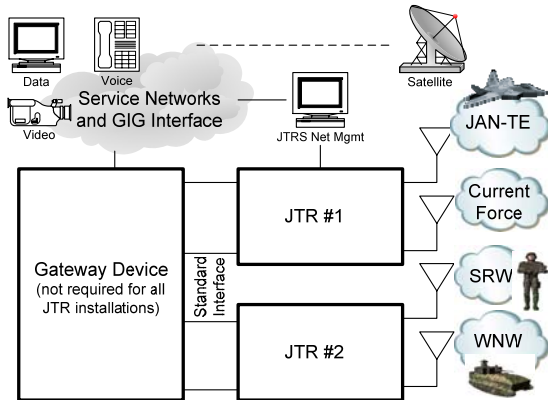 Data
Voice
Video
Satellite
Service Networks
and GIG Interface
JTRS Net Mgmt
JAN-TE
JTR #1
Current
Force
Gateway Device
(not required for all
JTR installations)
Standard
Interface
SRW
JTR #2
WNW